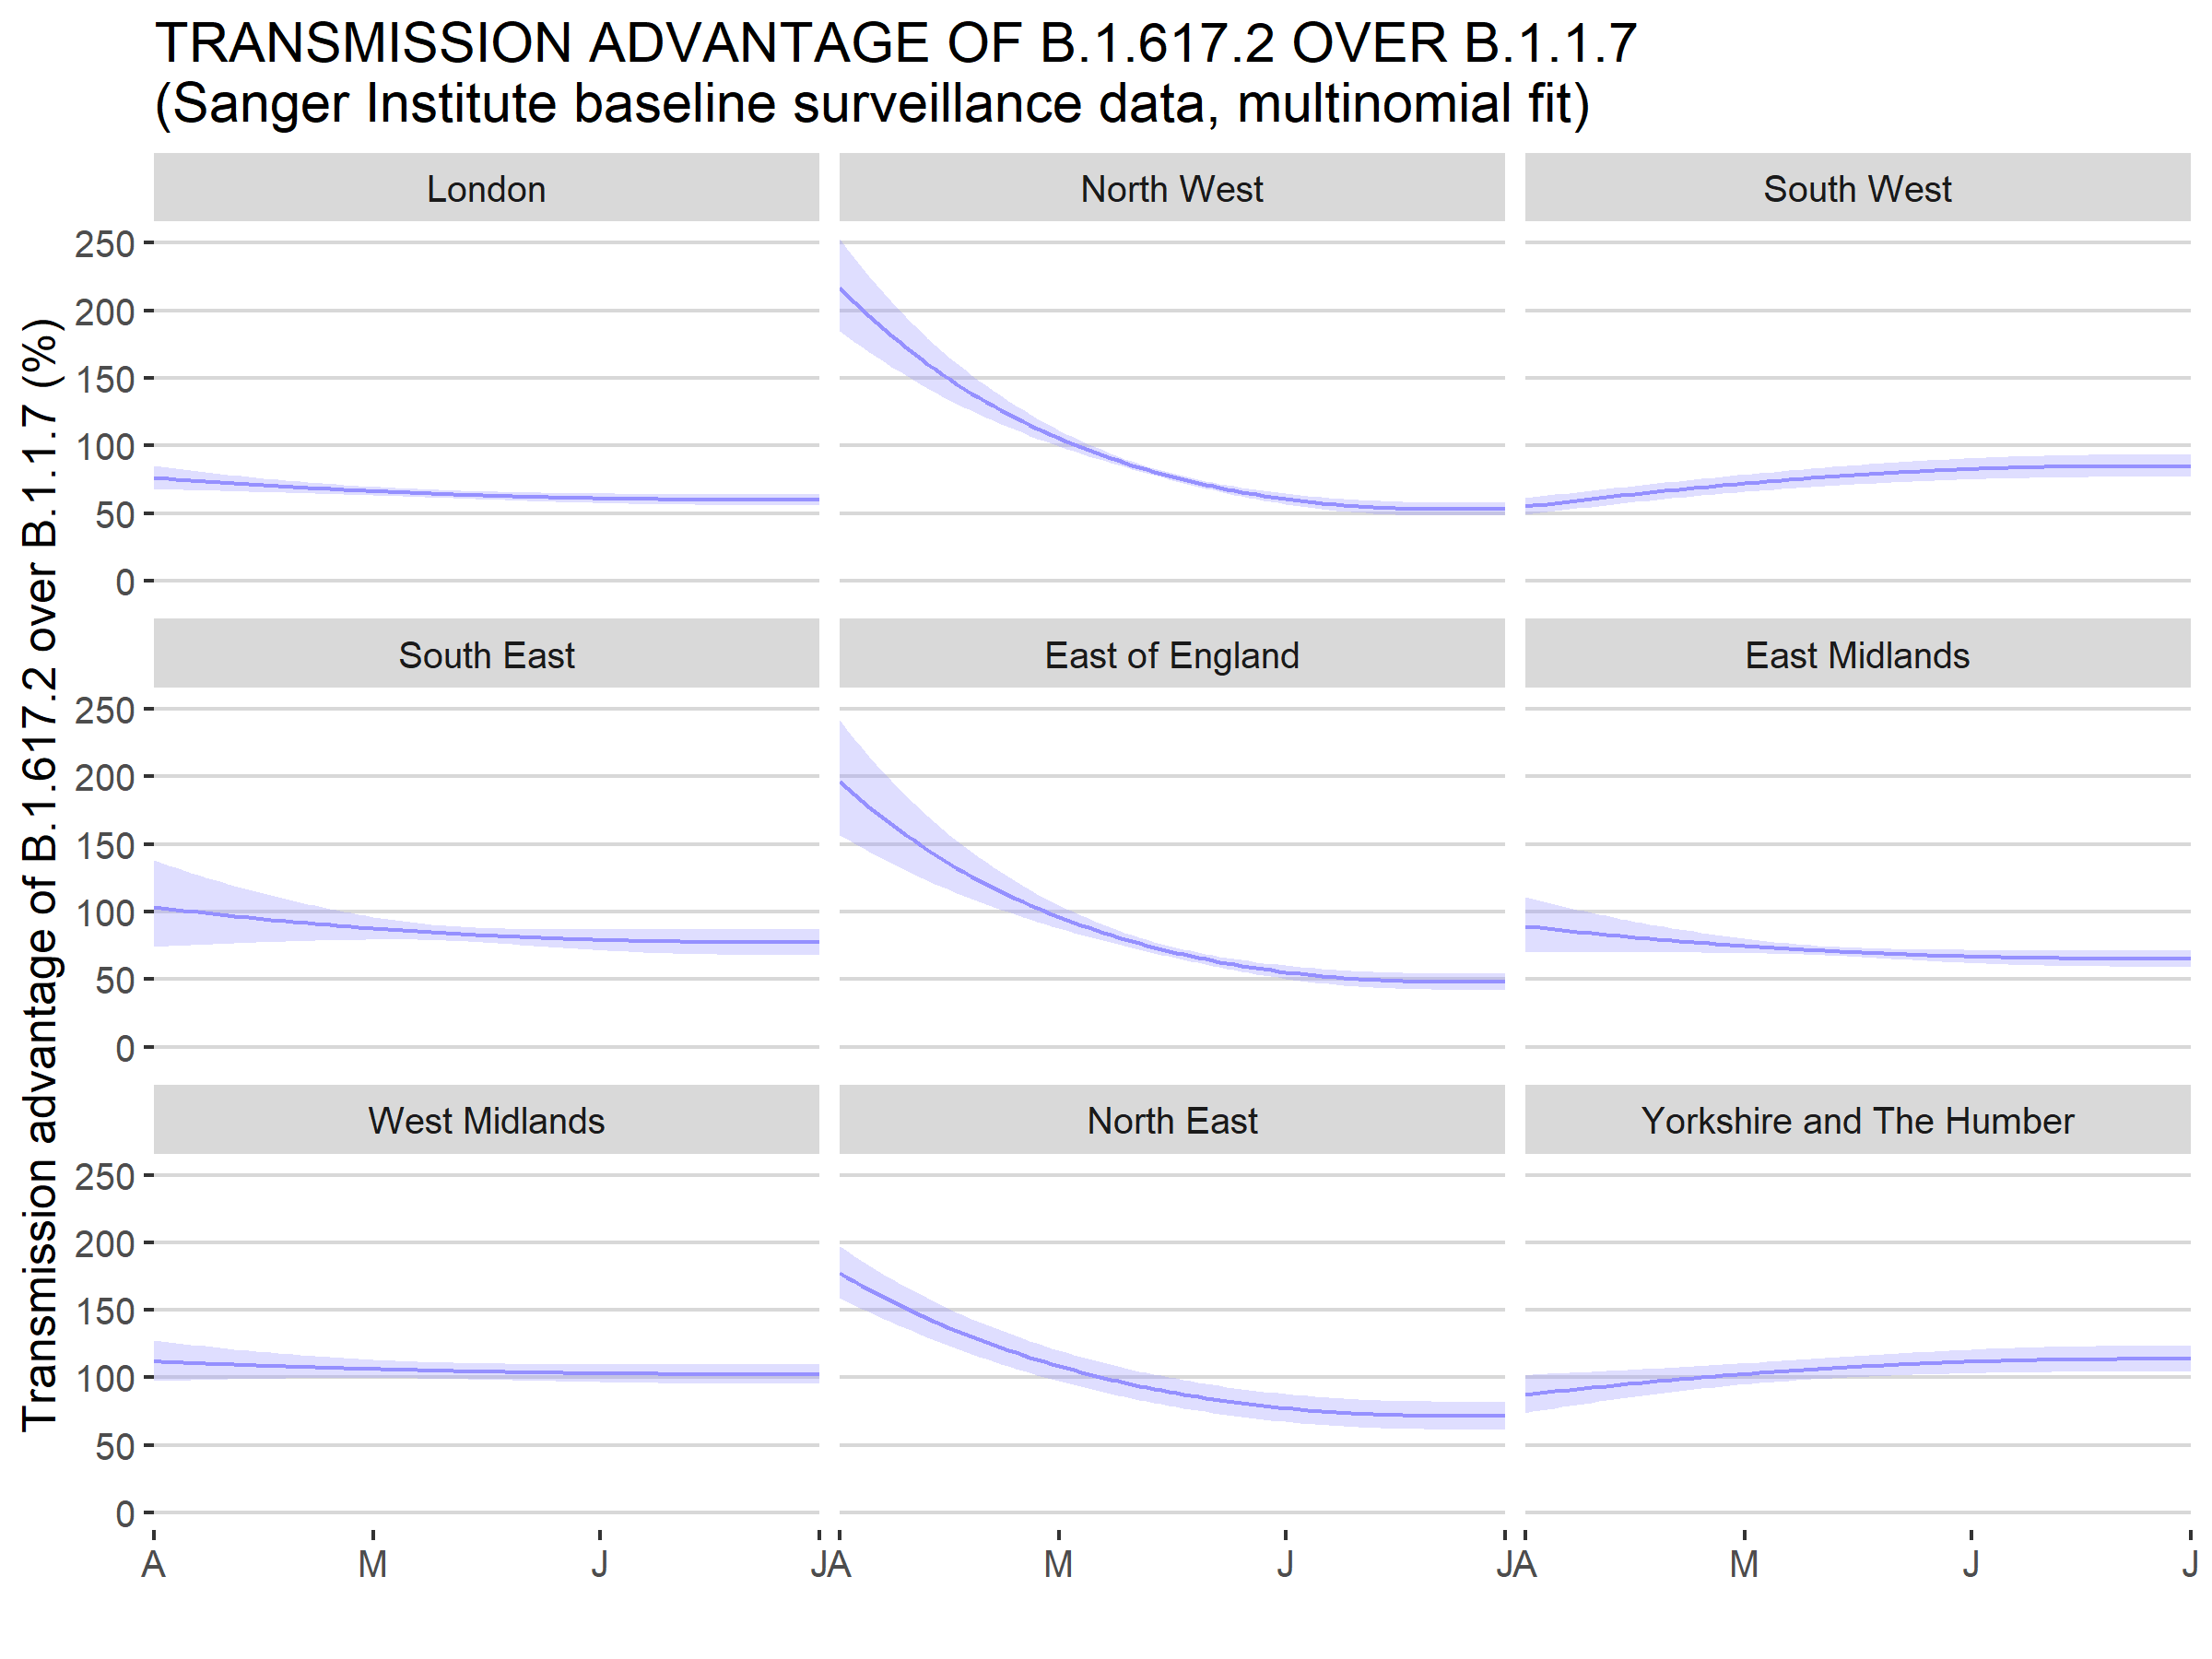 TRANSMISSION ADVANTAGE OF B.1.617.2 OVER B.1.1.7
(Sanger Institute baseline surveillance data, multinomial fit)
Transmission advantage of B.1.617.2 over B.1.1.7 (%)
London
North West
South West
250
200
150
100
50
0
South East
East of England
East Midlands
250
200
150
100
50
0
West Midlands
North East
Yorkshire and The Humber
250
200
150
100
50
0
A M J J A M J J A M J J